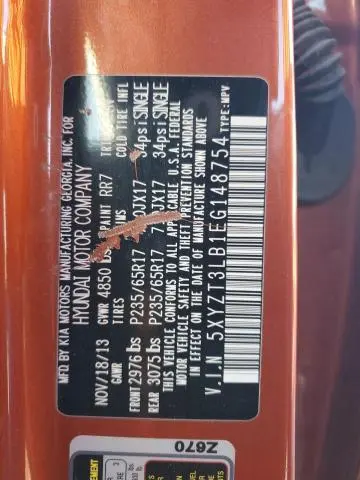 MFD BY KIA MOTORS MANUFACTURING GEORGIA, INC. FOR
HYUNDAI MOTOR COMPANY
NOV/18/13 PAINT RR7
GVWR 4850
GAWR TIRES COLD TIRE INFL
FRONT 2976 lbs P235/65R17 JX17 34psi SINGLE
REAR 3075 lbs P235/65R17 7 JX17 34psi SINGLE
THIS VEHICLE CONFORMS TO ALL APPLICABLE U.S.A. FEDERAL
MOTOR VEHICLE SAFETY AND THEFT PREVENTION STANDARDS
IN EFFECT ON THE DATE OF MANUFACTURE SHOWN ABOVE.
V.I.N 5XYZT3LB1EG148754 TYPE:MPV
Z670